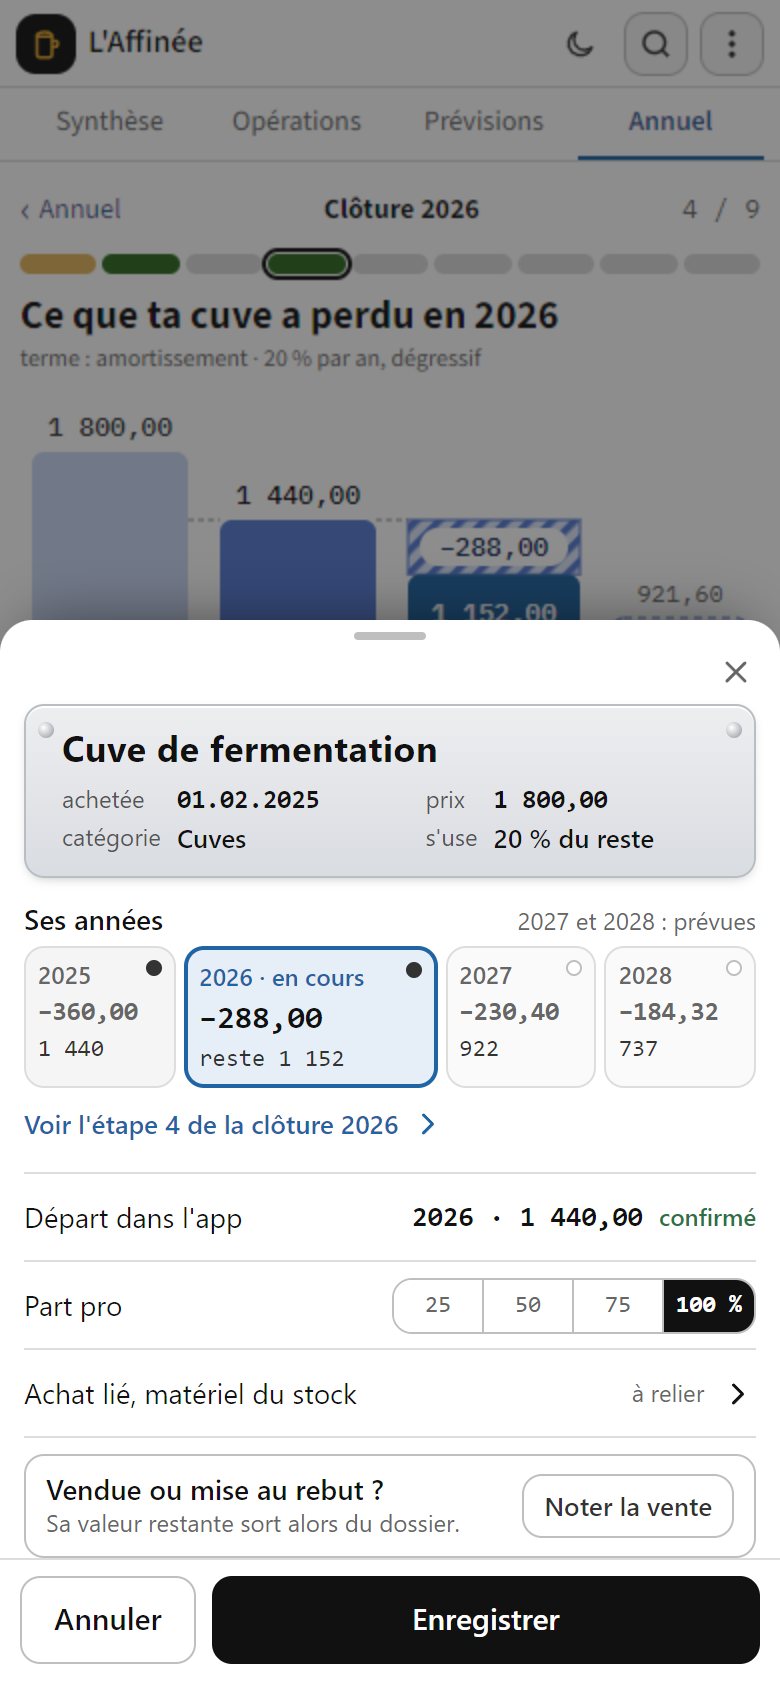 L'Affinée
Synthèse Opérations Prévisions Annuel
‹ Annuel Clôture 2026 4 / 9
Ce que ta cuve a perdu en 2026
terme : amortissement · 20 % par an, dégressif
1 800,00
1 440,00
−288,00
921,60
1 152,00
Cuve de fermentation
achetée 01.02.2025 prix 1 800,00
catégorie Cuves s'use 20 % du reste
Ses années 2027 et 2028 : prévues
2025 2026 · en cours 2027 2028
−360,00 −288,00 −230,40 −184,32
1 440 reste 1 152 922 737
Voir l'étape 4 de la clôture 2026
Départ dans l'app 2026 · 1 440,00 confirmé
Part pro 25 50 75 100 %
Achat lié, matériel du stock à relier
Vendue ou mise au rebut ?
Sa valeur restante sort alors du dossier.
Noter la vente
Annuler Enregistrer